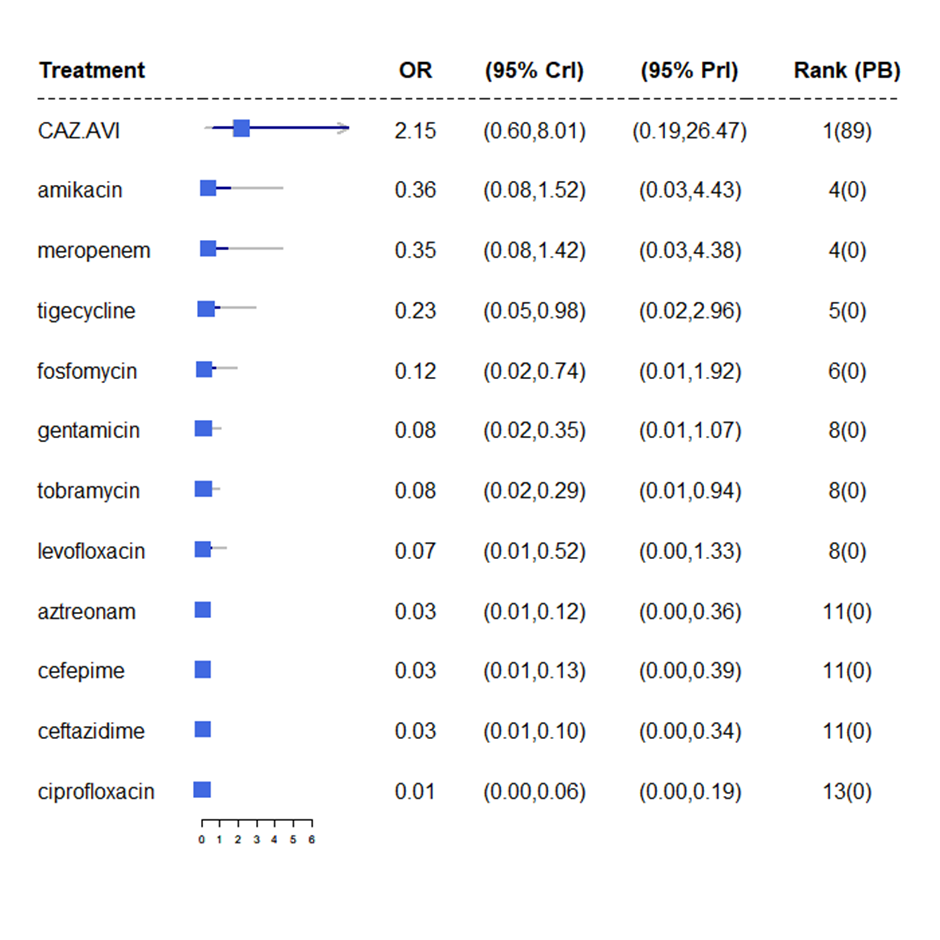 Treatment OR (95% CrI) (95% PrI) Rank (PB)
CAZ.AVI 2.15 (0.60,8.01) (0.19,26.47) 1(89)
amikacin 0.36 (0.08,1.52) (0.03,4.43) 4(0)
meropenem 0.35 (0.08,1.42) (0.03,4.38) 4(0)
tigecycline 0.23 (0.05,0.98) (0.02,2.96) 5(0)
fosfomycin 0.12 (0.02,0.74) (0.01,1.92) 6(0)
gentamicin 0.08 (0.02,0.35) (0.01,1.07) 8(0)
tobramycin 0.08 (0.02,0.29) (0.01,0.94) 8(0)
levofloxacin 0.07 (0.01,0.52) (0.00,1.33) 8(0)
aztreonam 0.03 (0.01,0.12) (0.00,0.36) 11(0)
cefepime 0.03 (0.01,0.13) (0.00,0.39) 11(0)
ceftazidime 0.03 (0.01,0.10) (0.00,0.34) 11(0)
ciprofloxacin 0.01 (0.00,0.06) (0.00,0.19) 13(0)
0 1 2 3 4 5 6